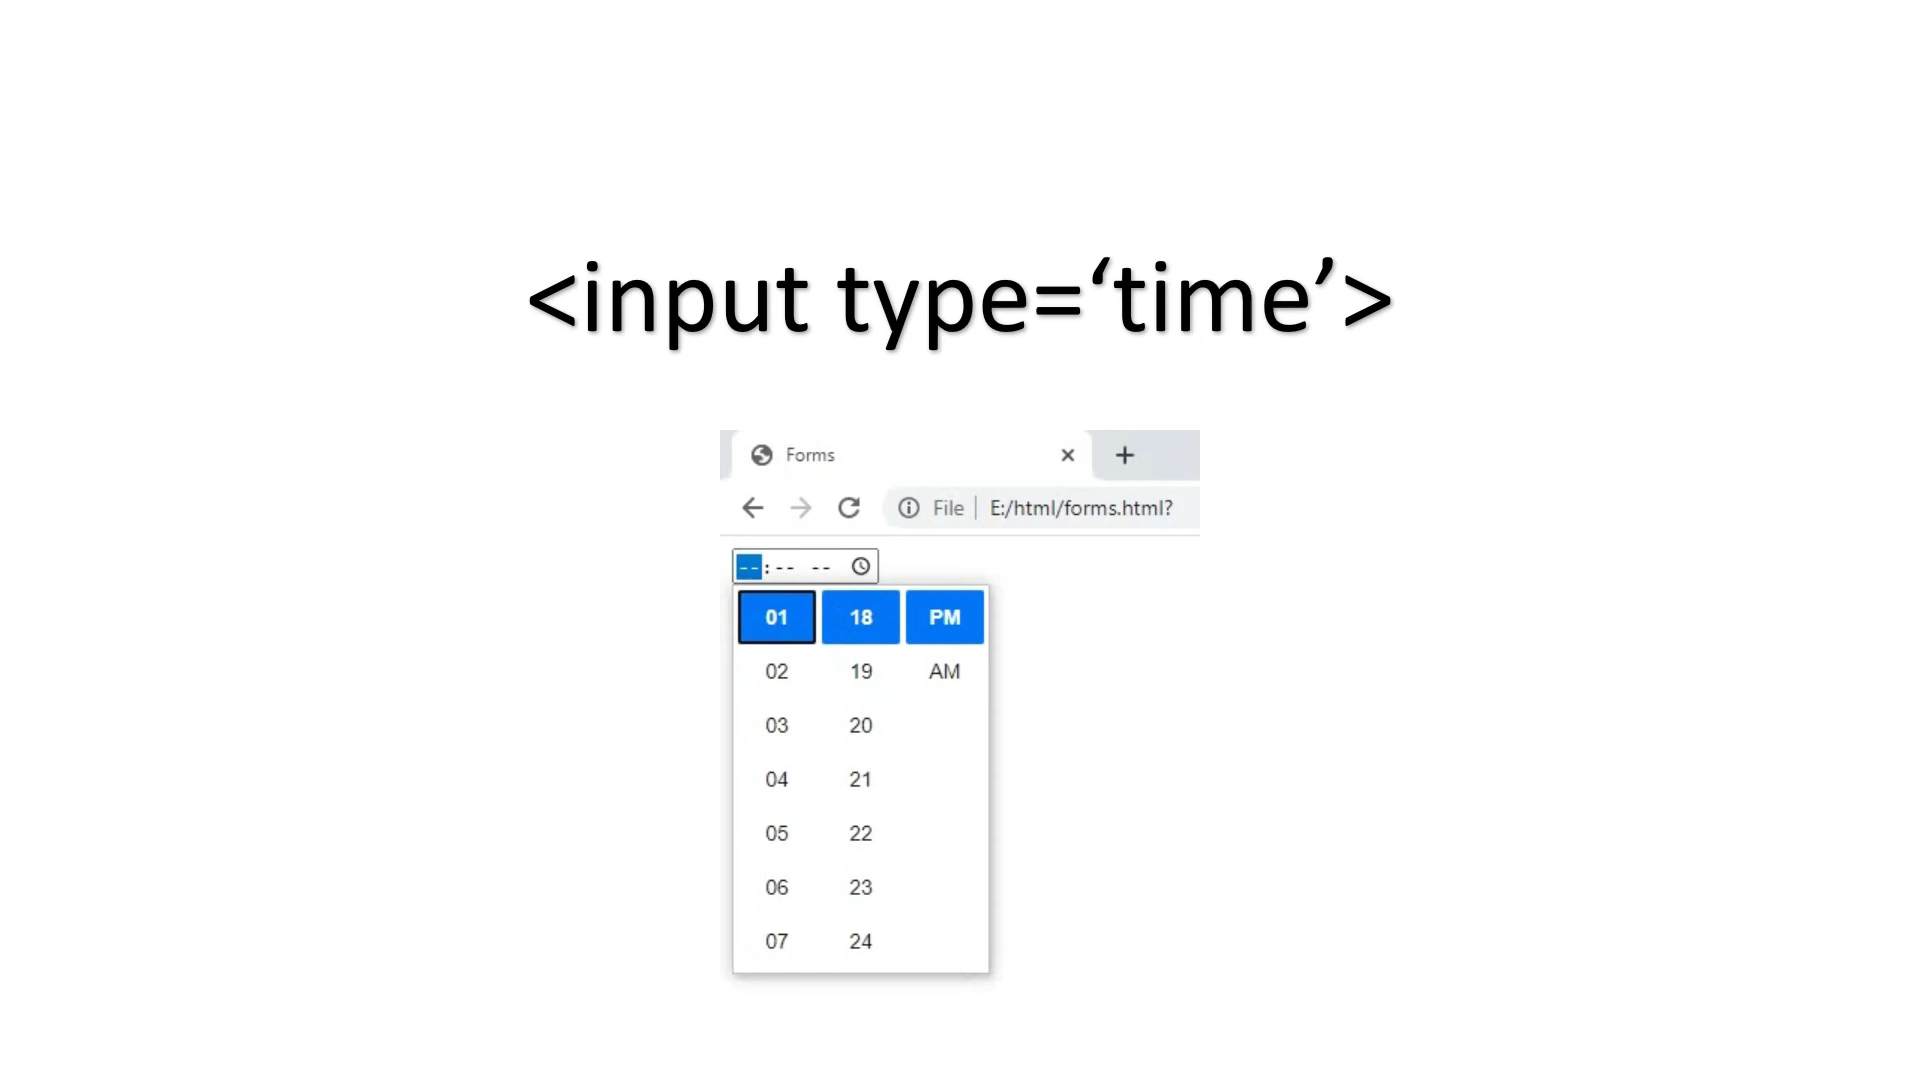 <input type=‘time’>
Forms
File | E:/html/forms.html?
--:-- --
01 18 PM
02 19 AM
03 20
04 21
05 22
06 23
07 24